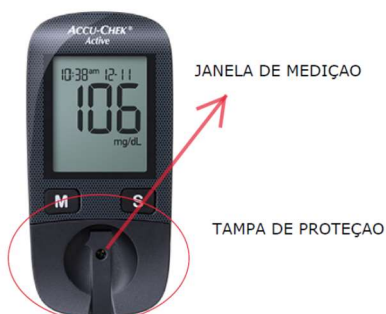 ACCU-CHEK®
Active
10:38am 12-11
106
mg/dL
M S
JANELA DE MEDIÇAO
TAMPA DE PROTEÇAO